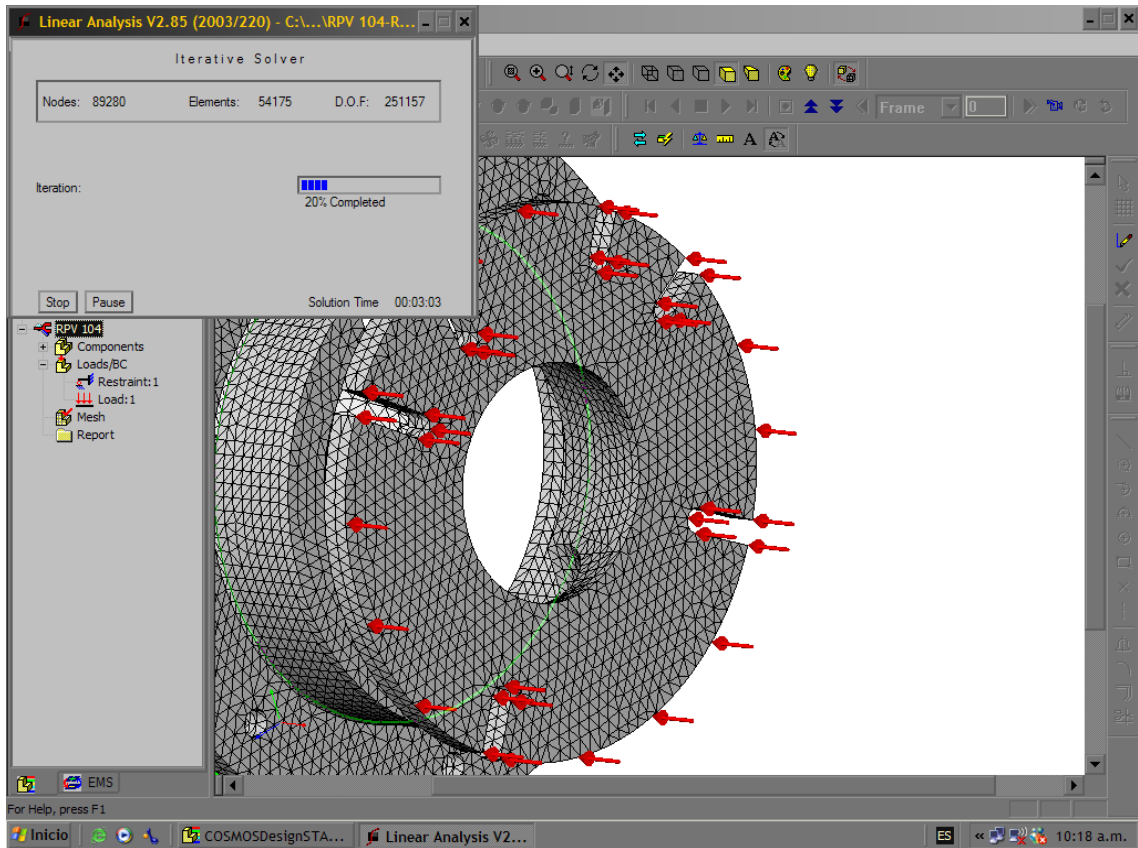 Linear Analysis V2.85 (2003/220) - C:\...\RPV 104-R...
Iterative Solver
Nodes: 89280 Elements: 54175 D.O.F: 251157
Iteration:
20% Completed
Stop Pause Solution Time 00:03:03
Frame 0
A
RPV 104
Components
Loads/BC
Restraint:1
Load:1
Mesh
Report
EMS
For Help, press F1
Inicio COSMOSDesignSTA... Linear Analysis V2... ES « 10:18 a.m.